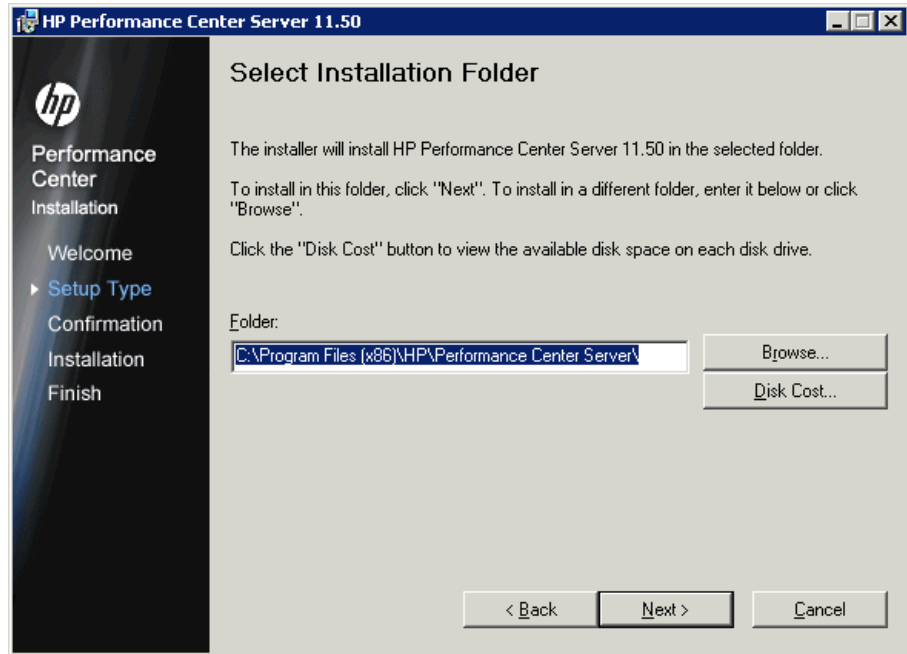 HP Performance Center Server 11.50
hp
Performance
Center
Installation
Welcome
Setup Type
Confirmation
Installation
Finish
Select Installation Folder
The installer will install HP Performance Center Server 11.50 in the selected folder.
To install in this folder, click "Next". To install in a different folder, enter it below or click
"Browse".
Click the "Disk Cost" button to view the available disk space on each disk drive.
Folder:
C:\Program Files (x86)\HP\Performance Center Server\
Browse...
Disk Cost...
< Back
Next >
Cancel